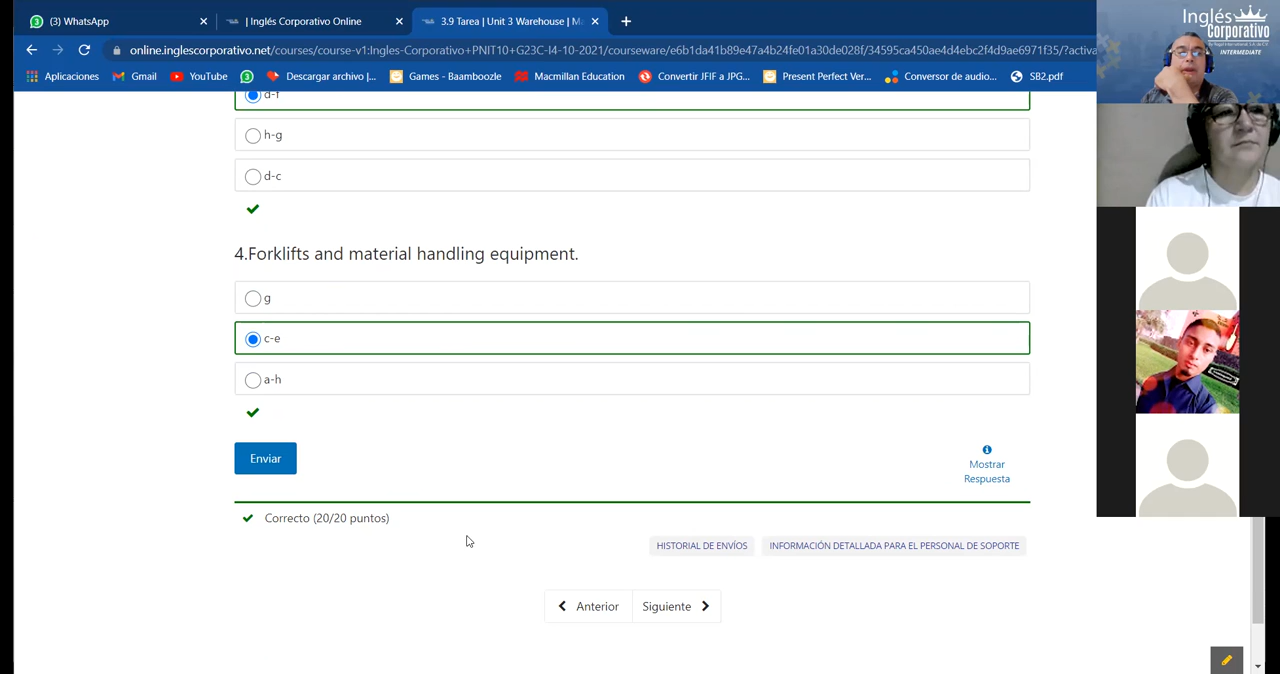 (3) WhatsApp
| Inglés Corporativo Online
3.9 Tarea | Unit 3 Warehouse | M
online.inglescorporativo.net/courses/course-v1:Ingles-Corporativo+PNIT10+G23C-I4-10-2021/courseware/e6b1da41b89e47a4b24fe01a30de028f/34595ca450ae4d4ebc2f4d9ae6971f35/?activa
Aplicaciones
Gmail
YouTube
Descargar archivo |...
Games - Baamboozle
Macmillan Education
Convertir JFIF a JPG...
Present Perfect Ver...
Conversor de audio...
SB2.pdf
Inglés
Corporativo
INTERMEDIATE
d-f
h-g
d-c
4.Forklifts and material handling equipment.
g
c-e
a-h
Enviar
Mostrar
Respuesta
Correcto (20/20 puntos)
HISTORIAL DE ENVÍOS
INFORMACIÓN DETALLADA PARA EL PERSONAL DE SOPORTE
Anterior
Siguiente